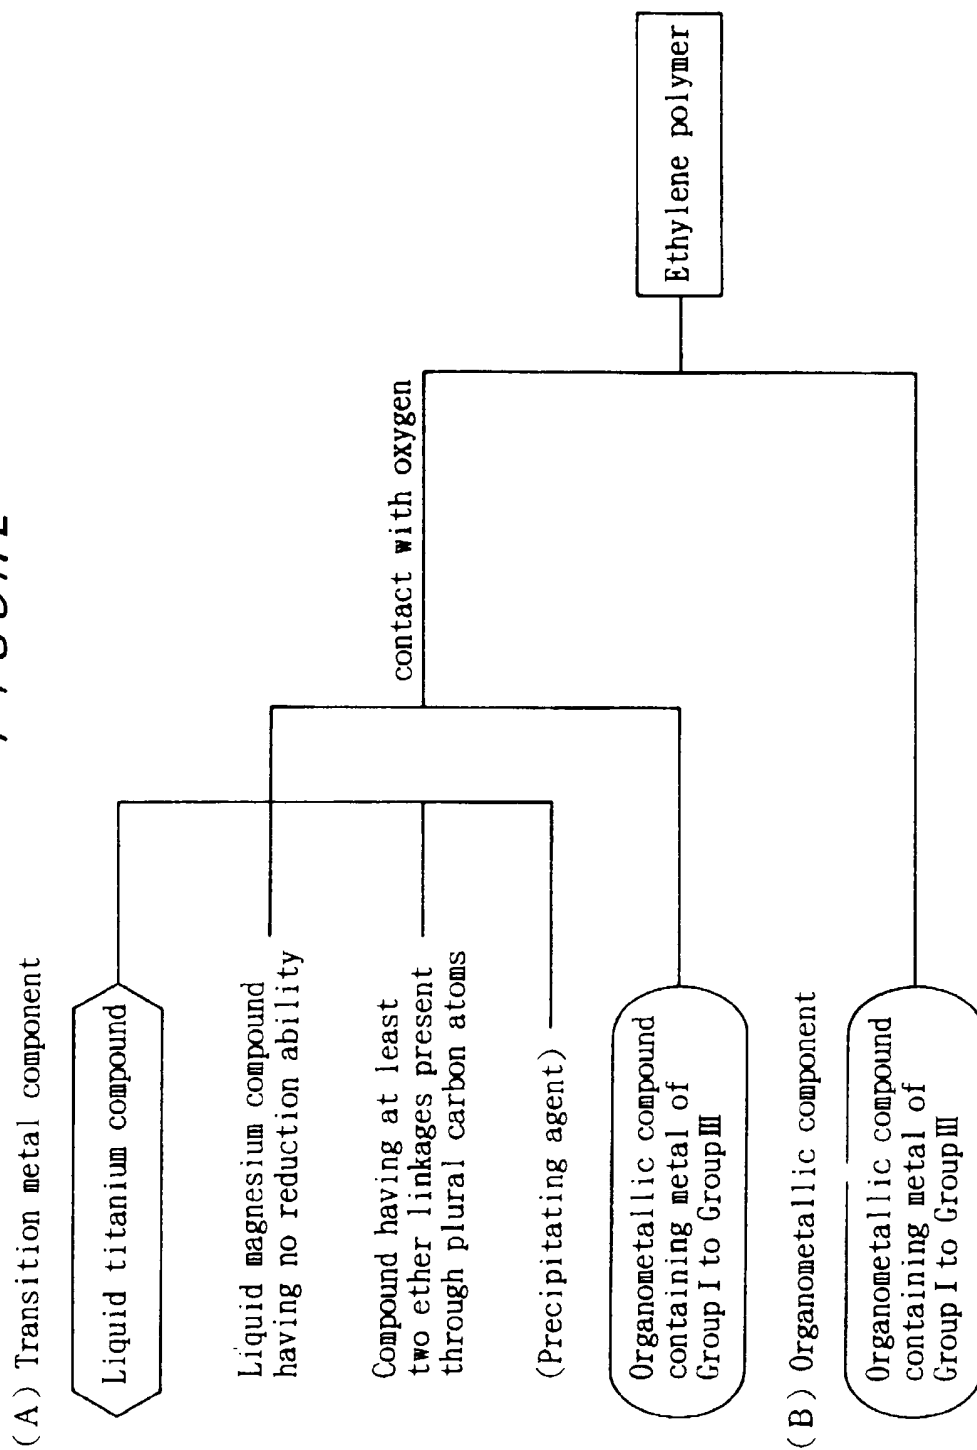 (A) Transition metal component
Liquid titanium compound
Liquid magnesium compound
having no reduction ability
Compound having at least
two ether linkages present
through plural carbon atoms
(Precipitating agent)
Organometallic compound
containing metal of
Group I to Group III
contact with oxygen
(B) Organometallic component
Organometallic compound
containing metal of
Group I to Group III
Ethylene polymer